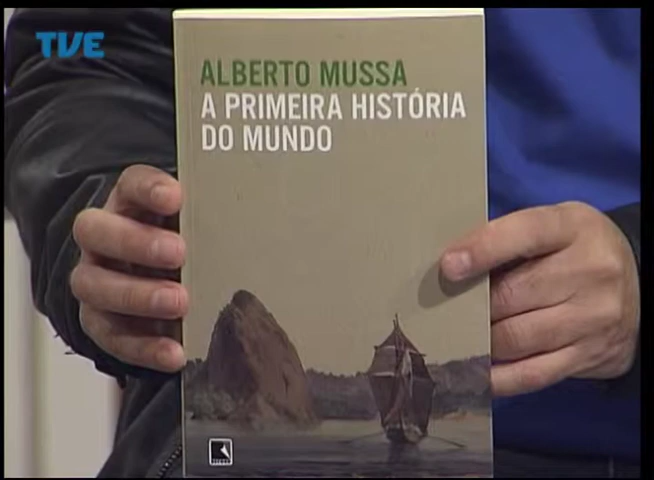 TVE
ALBERTO MUSSA
A PRIMEIRA HISTÓRIA
DO MUNDO